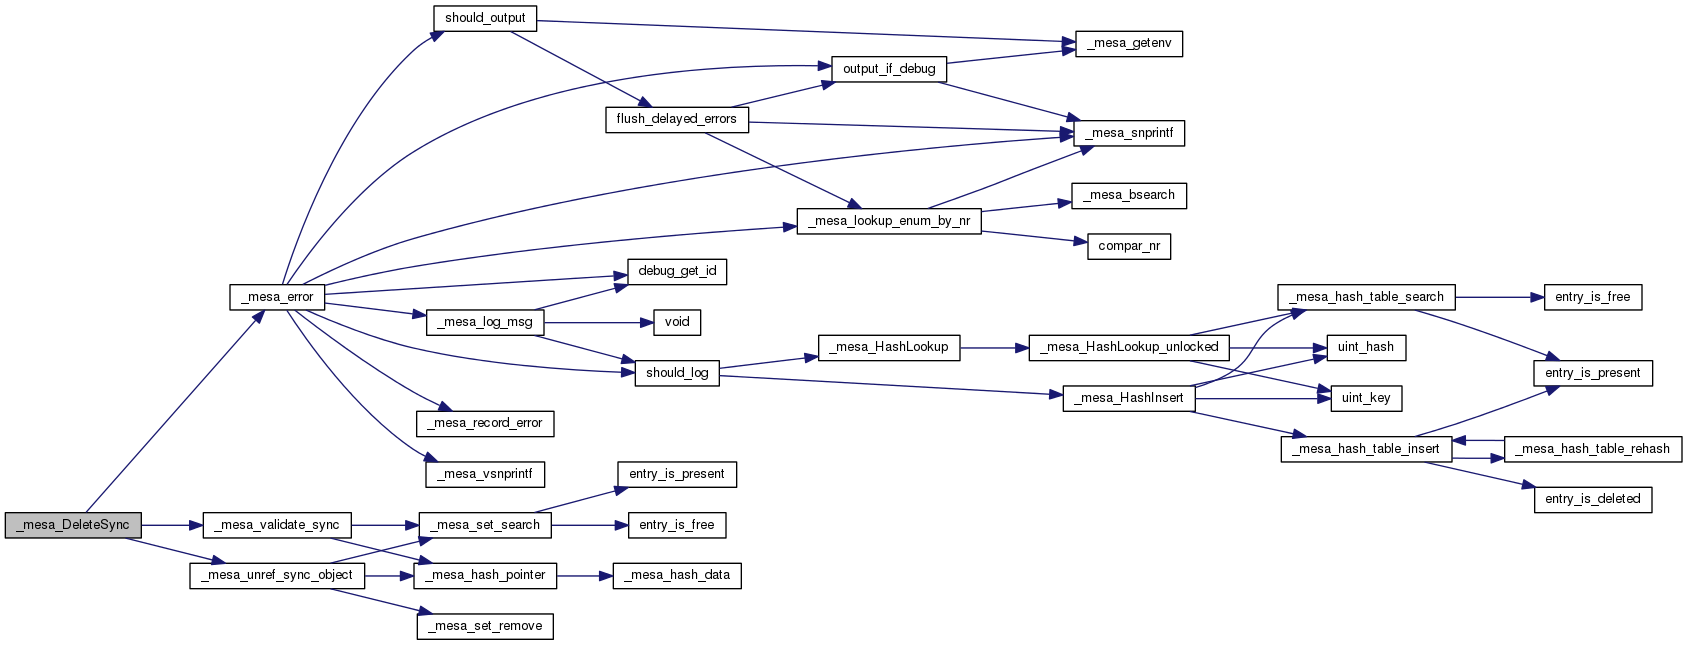 should_output
_mesa_getenv
output_if_debug
flush_delayed_errors
_mesa_snprintf
_mesa_bsearch
_mesa_lookup_enum_by_nr
compar_nr
debug_get_id
_mesa_error
_mesa_hash_table_search
entry_is_free
_mesa_log_msg
void
_mesa_HashLookup
_mesa_HashLookup_unlocked
uint_hash
should_log
entry_is_present
_mesa_HashInsert
uint_key
_mesa_record_error
_mesa_hash_table_insert
_mesa_hash_table_rehash
_mesa_vsnprintf
entry_is_present
entry_is_deleted
_mesa_DeleteSync
_mesa_validate_sync
_mesa_set_search
entry_is_free
_mesa_unref_sync_object
_mesa_hash_pointer
_mesa_hash_data
_mesa_set_remove